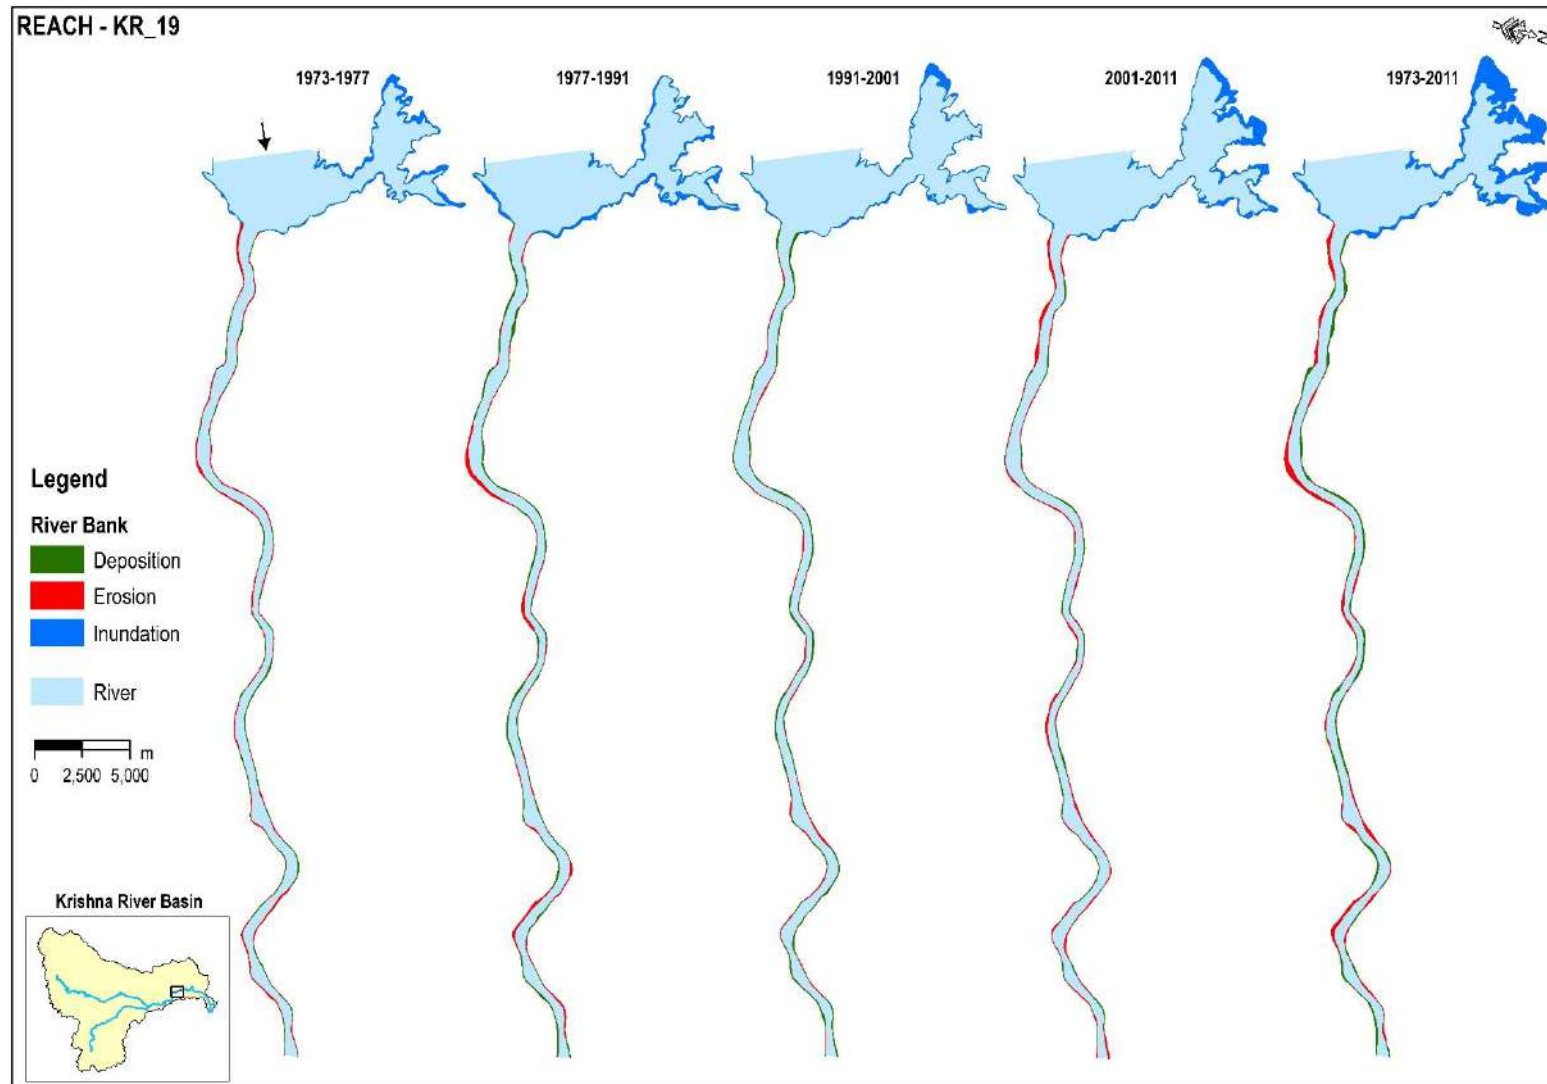 REACH - KR_19
1973-1977
1977-1991
1991-2001
2001-2011
1973-2011
Legend
River Bank
Deposition
Erosion
Inundation
River
m
0 2,500 5,000
Krishna River Basin